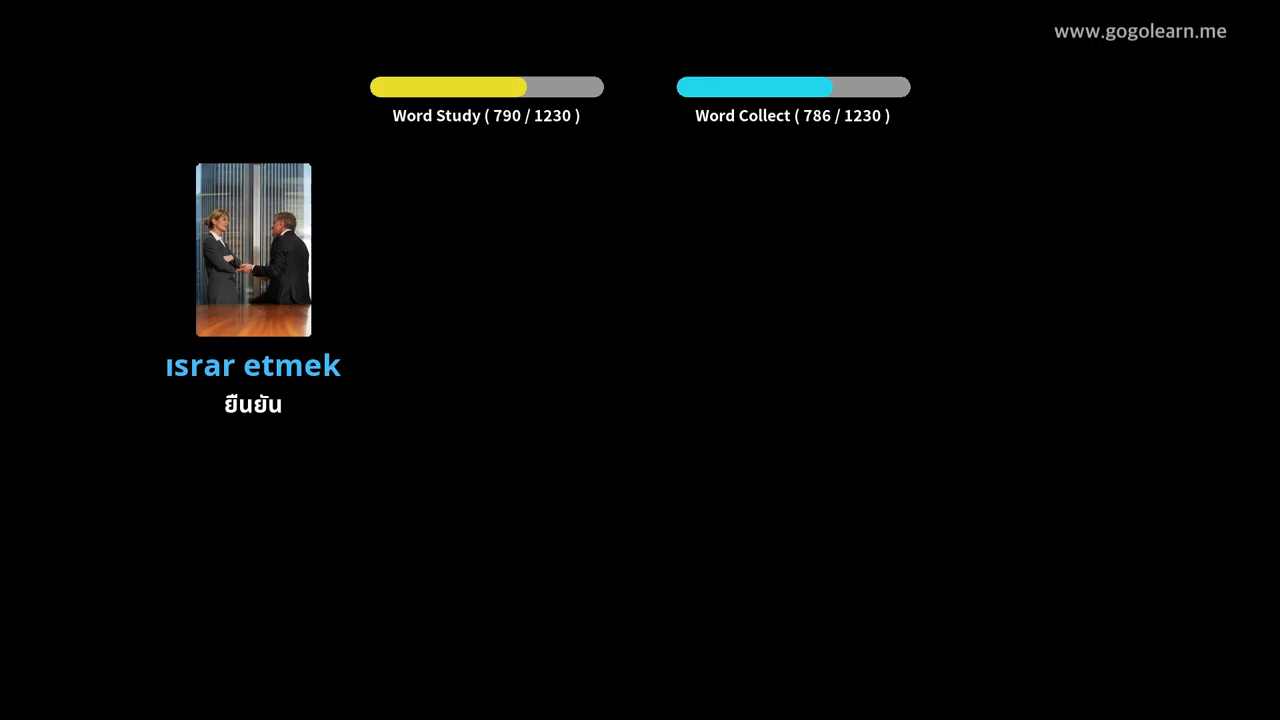 www.gogolearn.me
Word Study ( 790 / 1230 )
Word Collect ( 786 / 1230 )
ısrar etmek
ยืนยัน